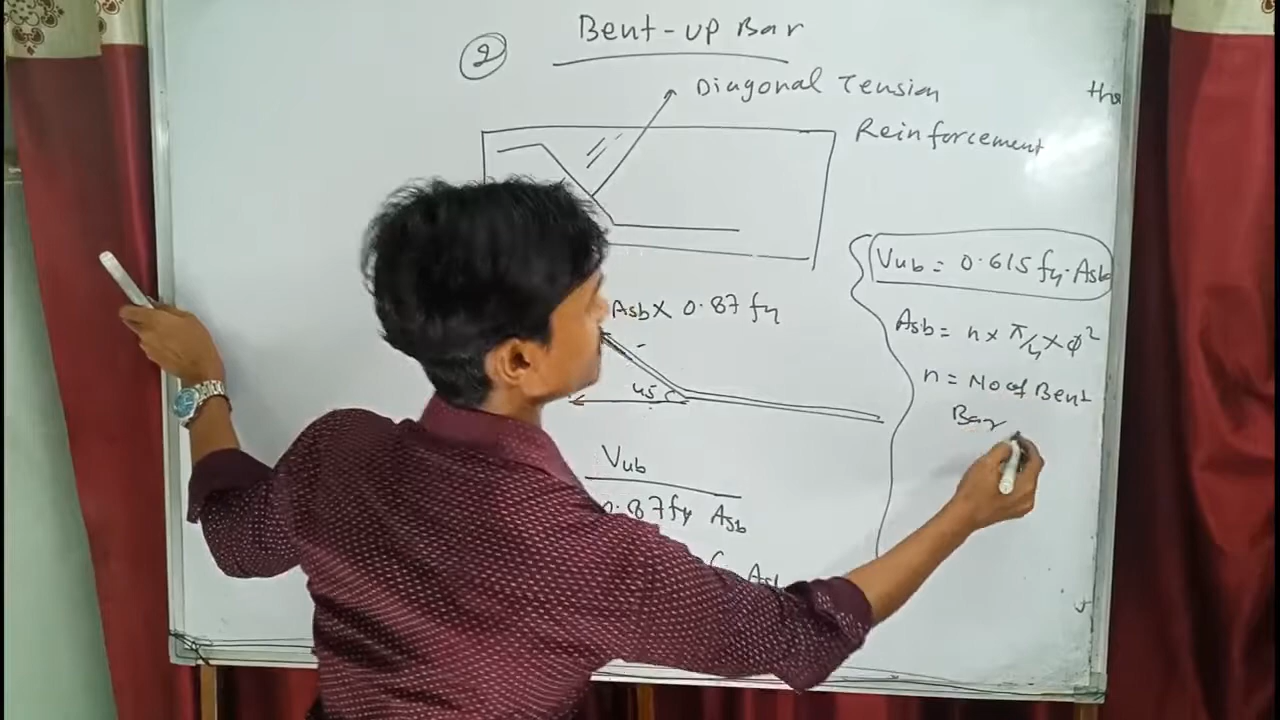 2
Bent-up Bar
Diagonal Tension
Reinforcement
the
Asb x 0.87 fy
45
Vub
0.87fy Asb
Asb
Vub = 0.615 fy. Asb
Asb = n x π/4 x φ²
n = No of Bent
Bar